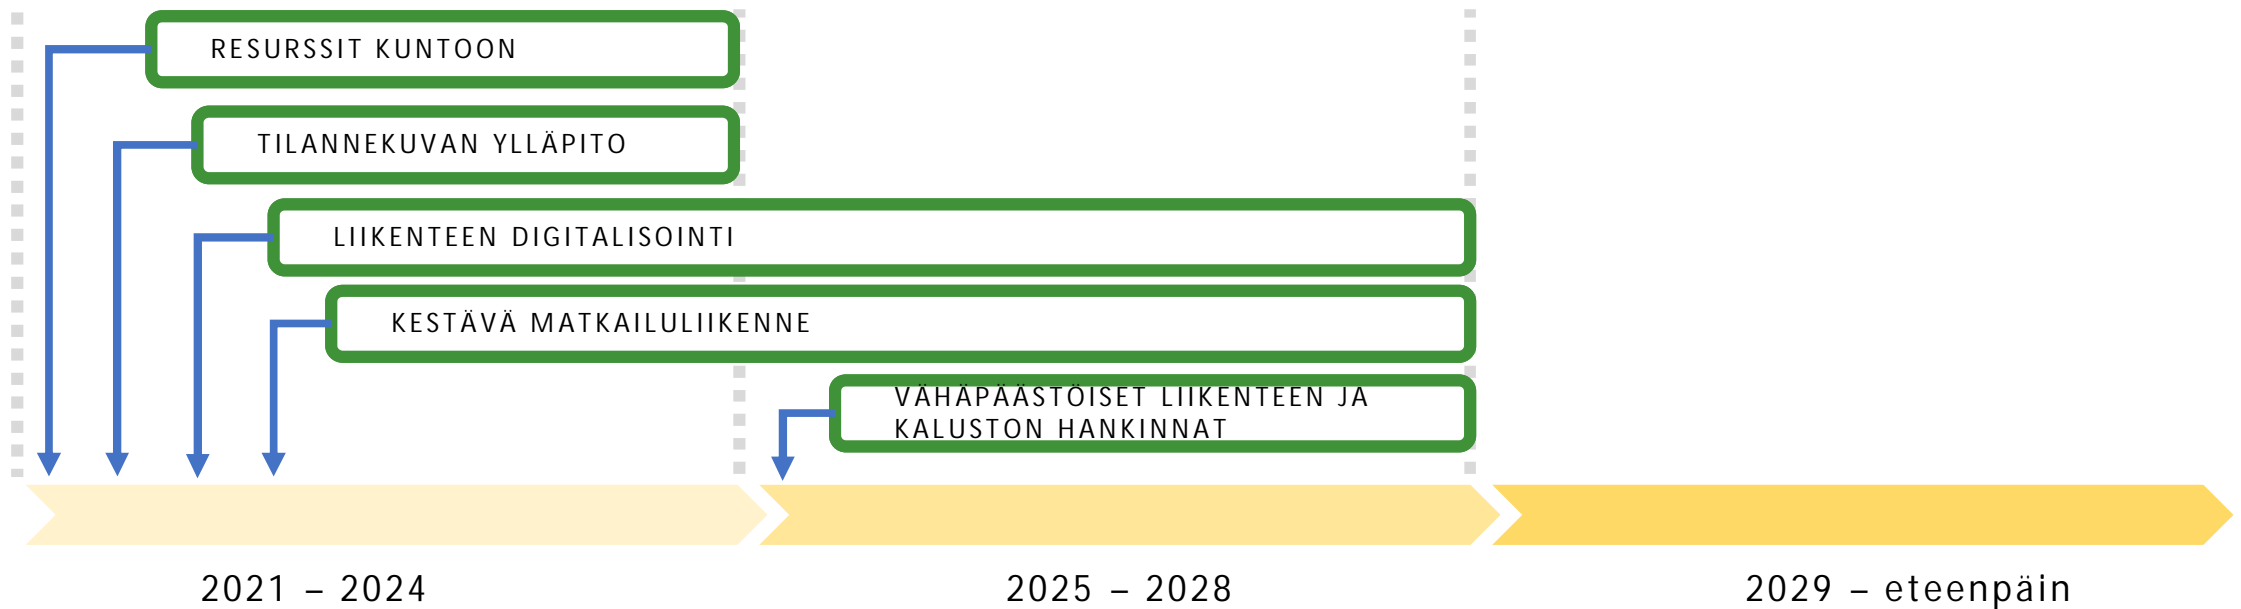 RESURSSIT KUNTOON
TILANNEKUVAN YLLÄPITO
LIIKENTEEN DIGITALISOINTI
KESTÄVÄ MATKAILULIIKENNE
VÄHÄPÄÄSTÖISET LIIKENTEEN JA
KALUSTON HANKINNAT
2021 – 2024
2025 – 2028
2029 – eteenpäin